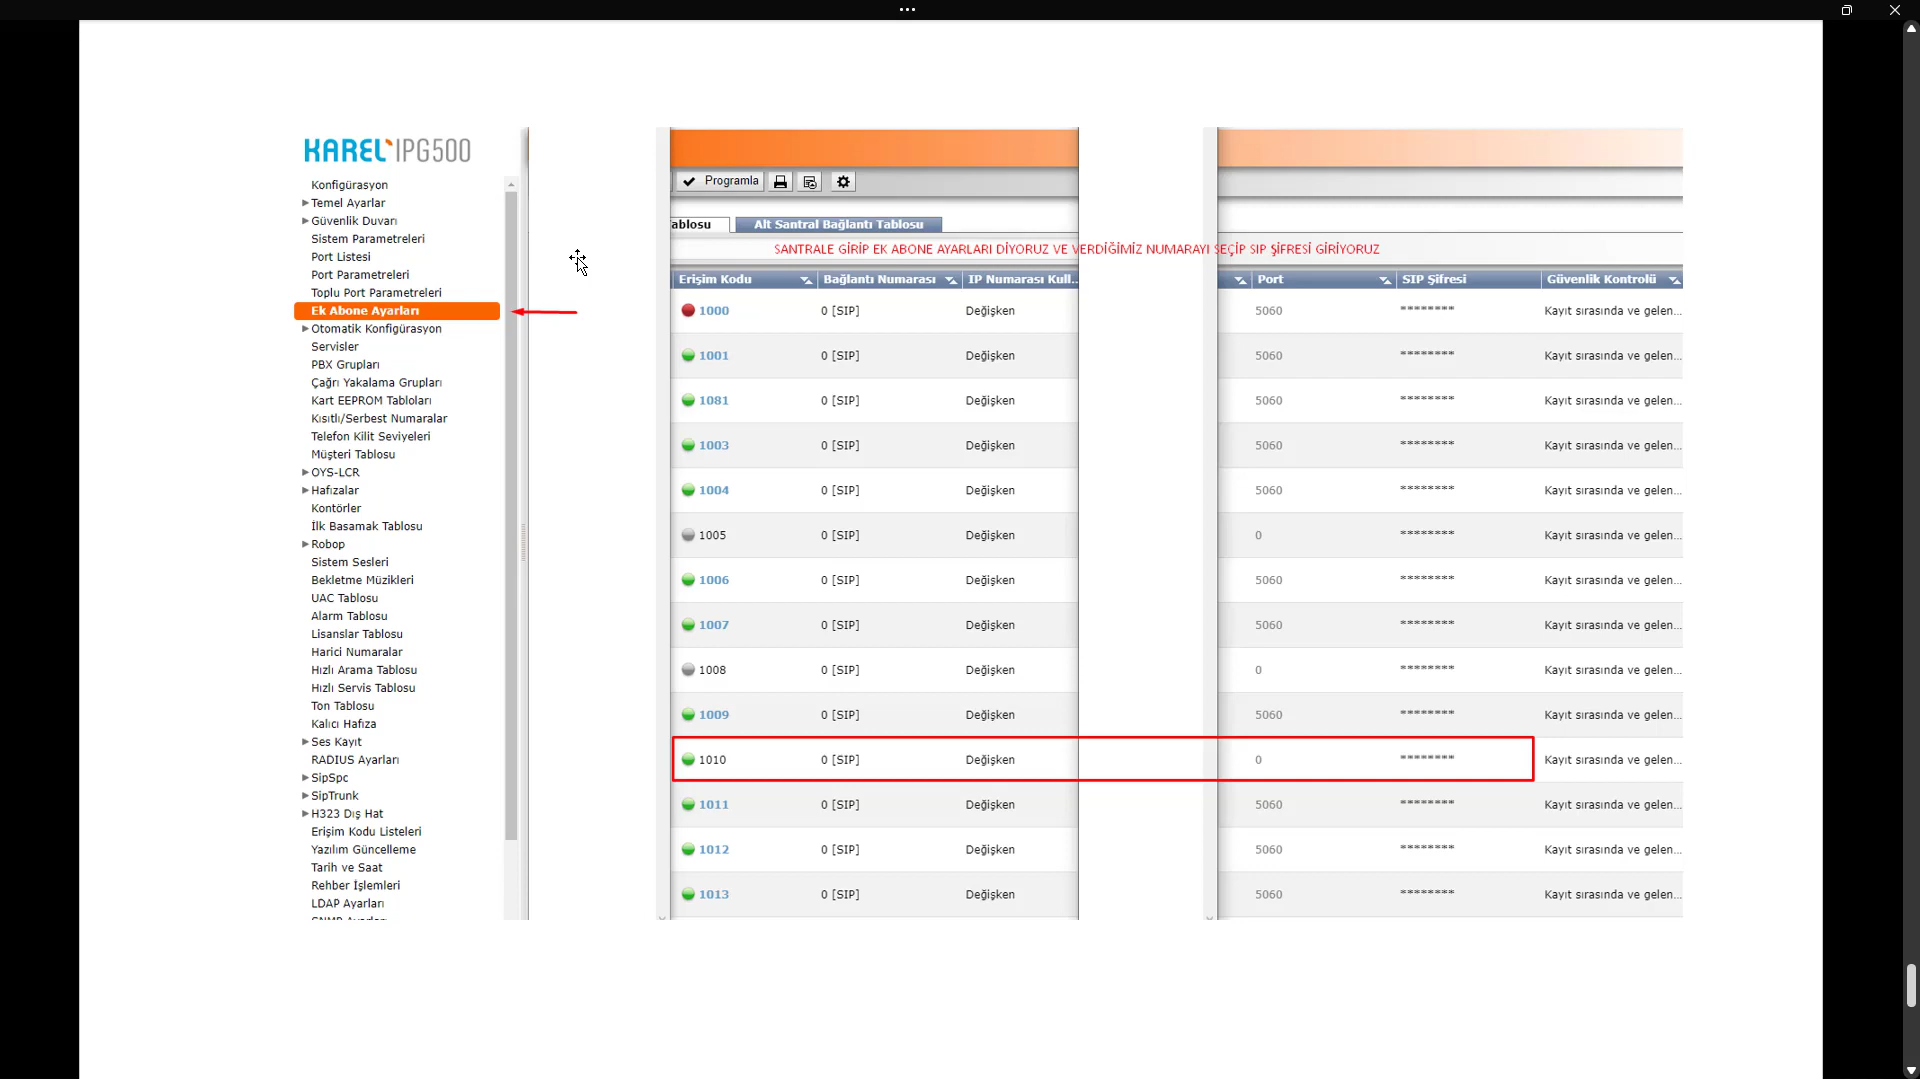 KAREL IPG500
Konfigürasyon
Temel Ayarlar
Güvenlik Duvarı
Sistem Parametreleri
Port Listesi
Port Parametreleri
Toplu Port Parametreleri
Ek Abone Ayarları
Otomatik Konfigürasyon
Servisler
PBX Grupları
Çağrı Yakalama Grupları
Kart EEPROM Tabloları
Kısıtlı/Serbest Numaralar
Telefon Kilit Seviyeleri
Müşteri Tablosu
OYS-LCR
Hafızalar
Kontörler
İlk Basamak Tablosu
Robop
Sistem Sesleri
Bekletme Müzikleri
UAC Tablosu
Alarm Tablosu
Lisanslar Tablosu
Harici Numaralar
Hızlı Arama Tablosu
Hızlı Servis Tablosu
Ton Tablosu
Kalıcı Hafıza
Ses Kayıt
RADIUS Ayarları
SipSpc
SipTrunk
H323 Dış Hat
Erişim Kodu Listeleri
Yazılım Güncelleme
Tarih ve Saat
Rehber İşlemleri
LDAP Ayarları
Programla
ablosu Alt Santral Bağlantı Tablosu
SANTRALE GİRİP EK ABONE AYARLARI DİYORUZ VE VERDİĞİMİZ NUMARAYI SEÇİP SIP ŞİFRESİ GİRİYORUZ
Erişim Kodu Bağlantı Numarası IP Numarası Kull... Port SIP Şifresi Güvenlik Kontrolü
1000 0 [SIP] Değişken 5060 ******** Kayıt sırasında ve gelen...
1001 0 [SIP] Değişken 5060 ******** Kayıt sırasında ve gelen...
1081 0 [SIP] Değişken 5060 ******** Kayıt sırasında ve gelen...
1003 0 [SIP] Değişken 5060 ******** Kayıt sırasında ve gelen...
1004 0 [SIP] Değişken 5060 ******** Kayıt sırasında ve gelen...
1005 0 [SIP] Değişken 0 ******** Kayıt sırasında ve gelen...
1006 0 [SIP] Değişken 5060 ******** Kayıt sırasında ve gelen...
1007 0 [SIP] Değişken 5060 ******** Kayıt sırasında ve gelen...
1008 0 [SIP] Değişken 0 ******** Kayıt sırasında ve gelen...
1009 0 [SIP] Değişken 5060 ******** Kayıt sırasında ve gelen...
1010 0 [SIP] Değişken 0 ******** Kayıt sırasında ve gelen...
1011 0 [SIP] Değişken 5060 ******** Kayıt sırasında ve gelen...
1012 0 [SIP] Değişken 5060 ******** Kayıt sırasında ve gelen...
1013 0 [SIP] Değişken 5060 ******** Kayıt sırasında ve gelen...